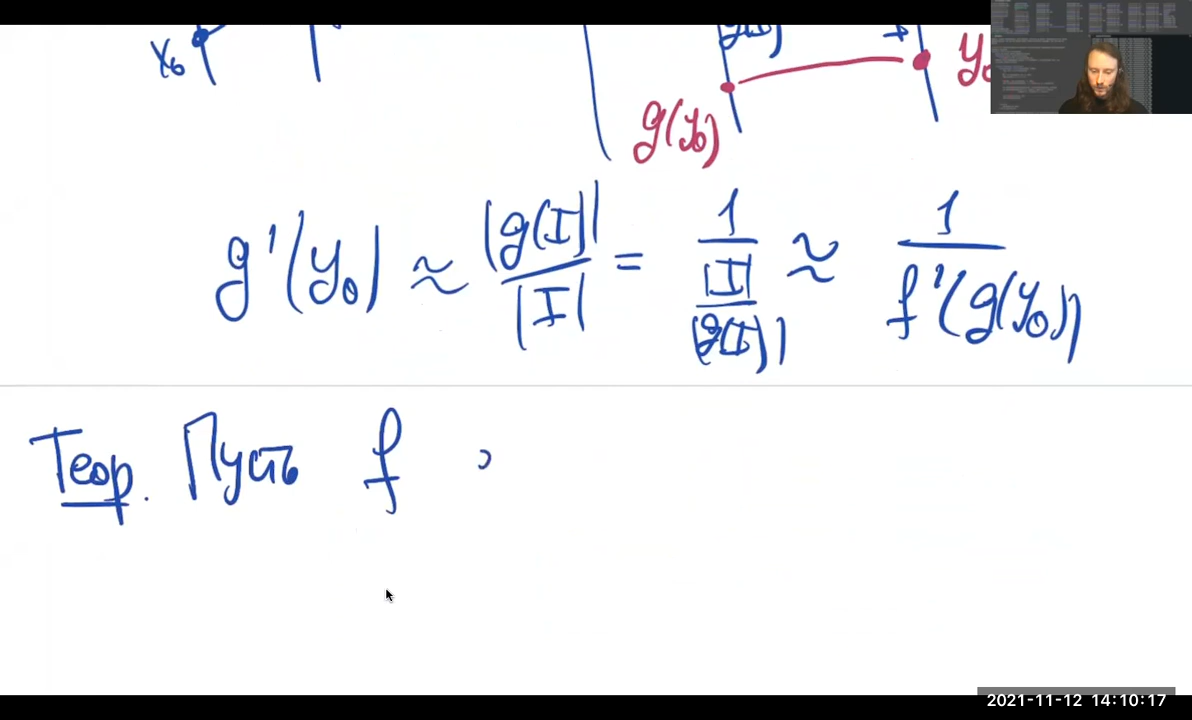 x₀ g(I) y₀
g(y₀)
g'(y₀) ≈ |g(I)| / |I| = 1 / (|I| / |g(I)|) ≈ 1 / f'(g(y₀))
Теор. Пусть f
2021-11-12 14:10:17